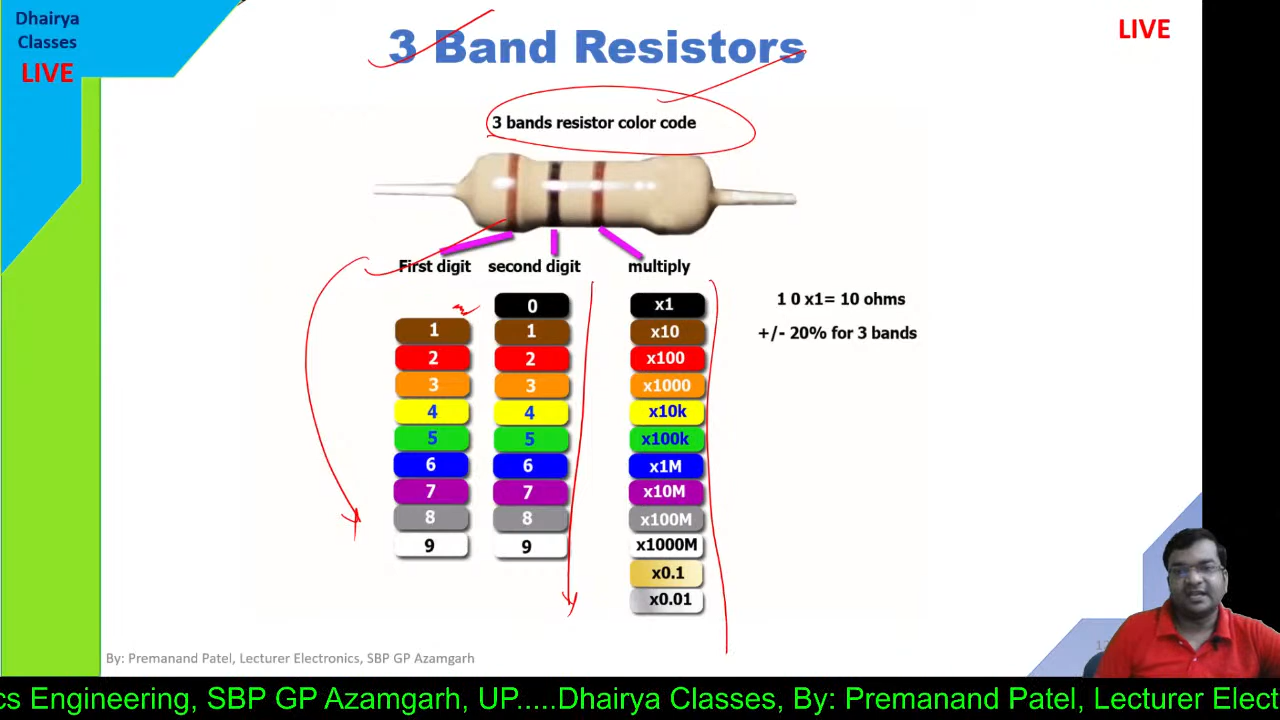 Dhairya
Classes
LIVE
3 Band Resistors
LIVE
3 bands resistor color code
First digit second digit multiply
0 x1
1 1 x10
2 2 x100
3 3 x1000
4 4 x10k
5 5 x100k
6 6 x1M
7 7 x10M
8 8 x100M
9 9 x1000M
x0.1
x0.01
1 0 x1= 10 ohms
+/- 20% for 3 bands
By: Premanand Patel, Lecturer Electronics, SBP GP Azamgarh
cs Engineering, SBP GP Azamgarh, UP.....Dhairya Classes, By: Premanand Patel, Lecturer Elect